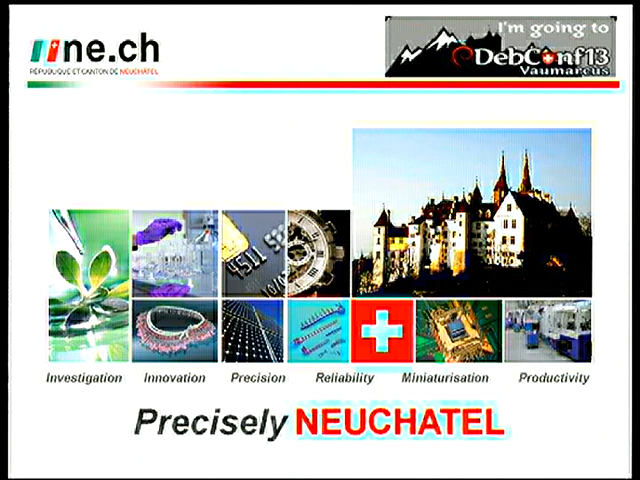 ne.ch
RÉPUBLIQUE ET CANTON DE NEUCHATEL
I'm going to
DebConf13
Vaumarcus
4511
Investigation Innovation Precision Reliability Miniaturisation Productivity
Precisely NEUCHATEL